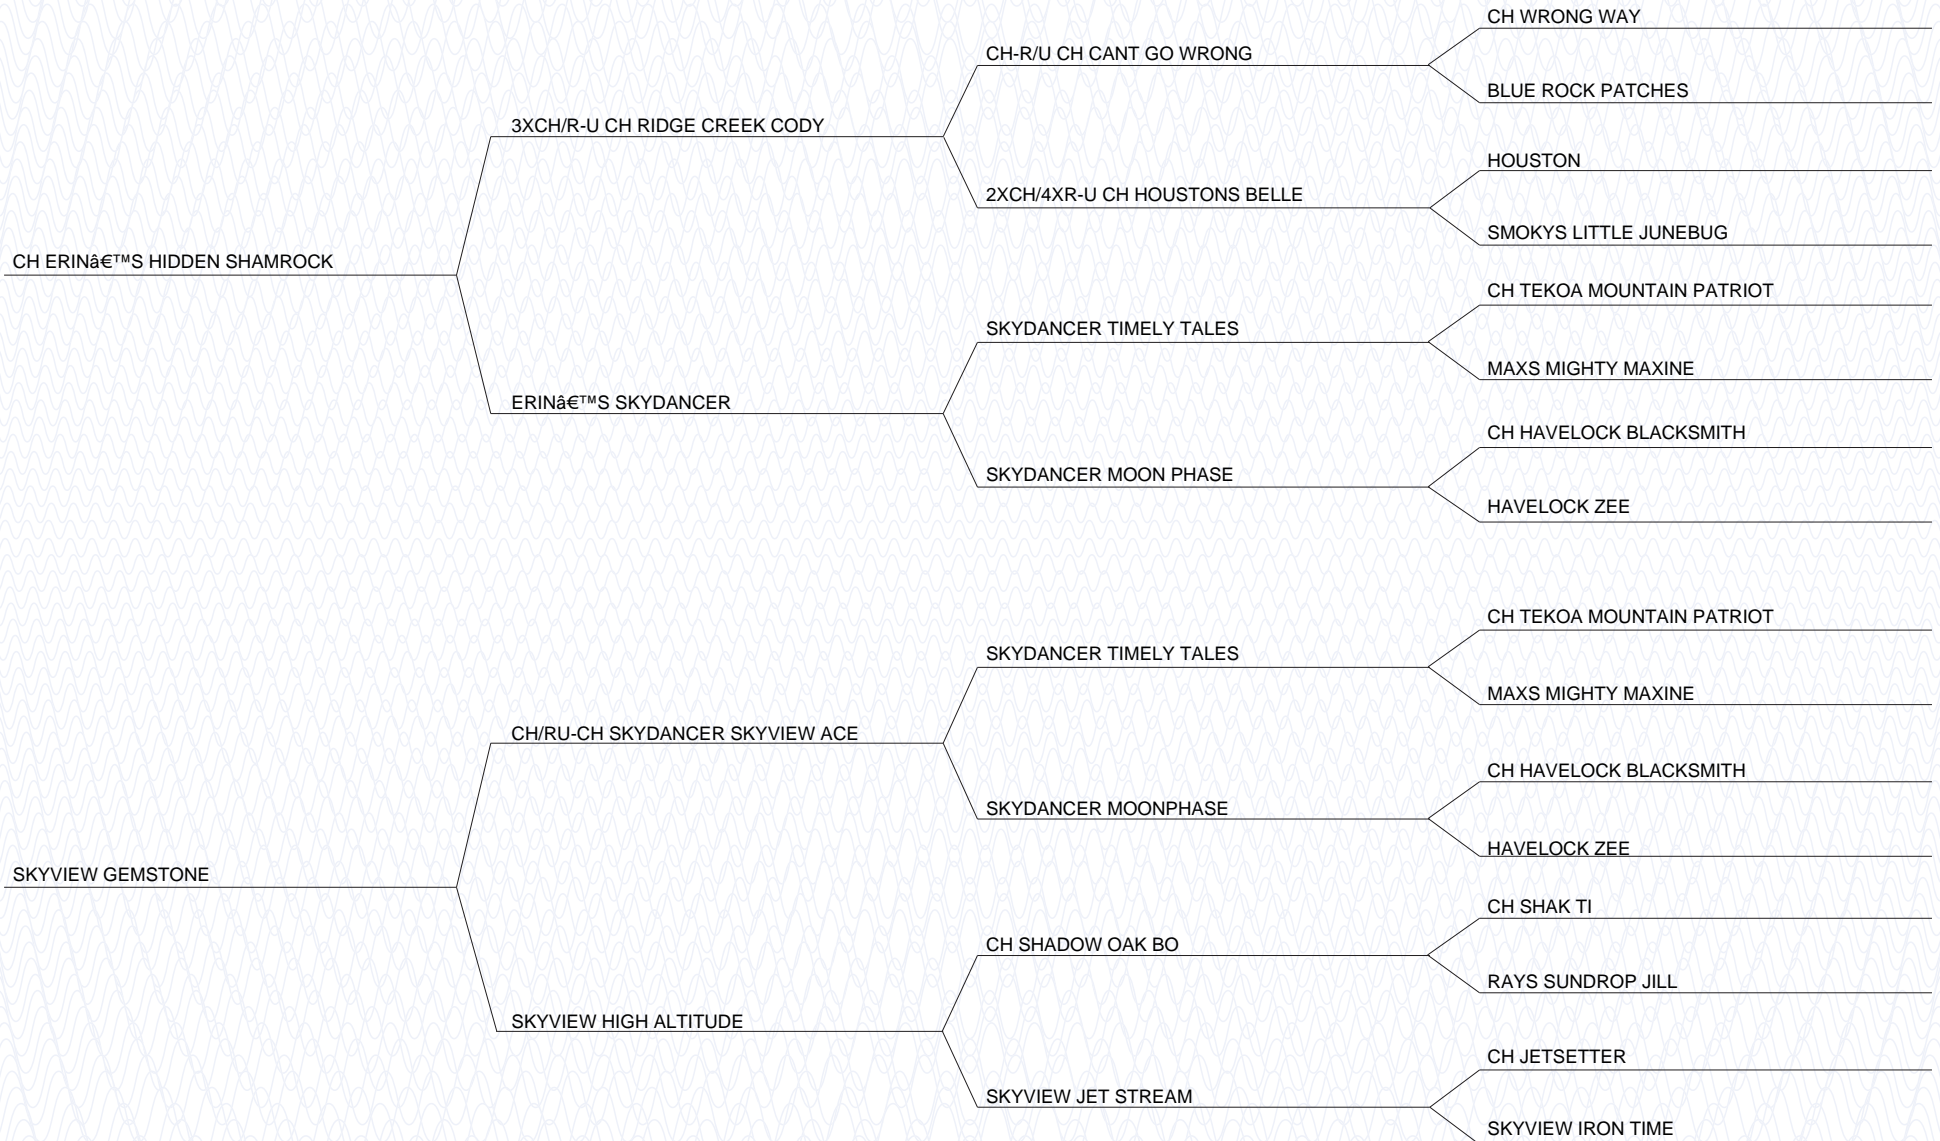 CH WRONG WAY
CH-R/U CH CANT GO WRONG
BLUE ROCK PATCHES
3XCH/R-U CH RIDGE CREEK CODY
HOUSTON
2XCH/4XR-U CH HOUSTONS BELLE
SMOKYS LITTLE JUNEBUG
CH ERINâ€™S HIDDEN SHAMROCK
CH TEKOA MOUNTAIN PATRIOT
SKYDANCER TIMELY TALES
MAXS MIGHTY MAXINE
ERINâ€™S SKYDANCER
CH HAVELOCK BLACKSMITH
SKYDANCER MOON PHASE
HAVELOCK ZEE
CH TEKOA MOUNTAIN PATRIOT
SKYDANCER TIMELY TALES
MAXS MIGHTY MAXINE
CH/RU-CH SKYDANCER SKYVIEW ACE
CH HAVELOCK BLACKSMITH
SKYDANCER MOONPHASE
HAVELOCK ZEE
SKYVIEW GEMSTONE
CH SHAK TI
CH SHADOW OAK BO
RAYS SUNDROP JILL
SKYVIEW HIGH ALTITUDE
CH JETSETTER
SKYVIEW JET STREAM
SKYVIEW IRON TIME